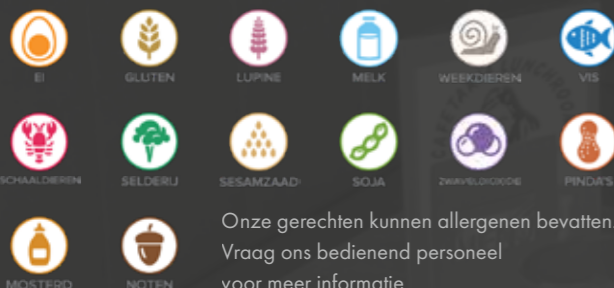 EI GLUTEN LUPINE MELK WEEKDIEREN VIS
SCHAALDIEREN SELDERIJ SESAMZAAD SOJA ZWAVELDIOXIDE PINDA'S
Onze gerechten kunnen allergenen bevatten.
Vraag ons bedienend personeel
voor meer informatie
MOSTERD NOTEN